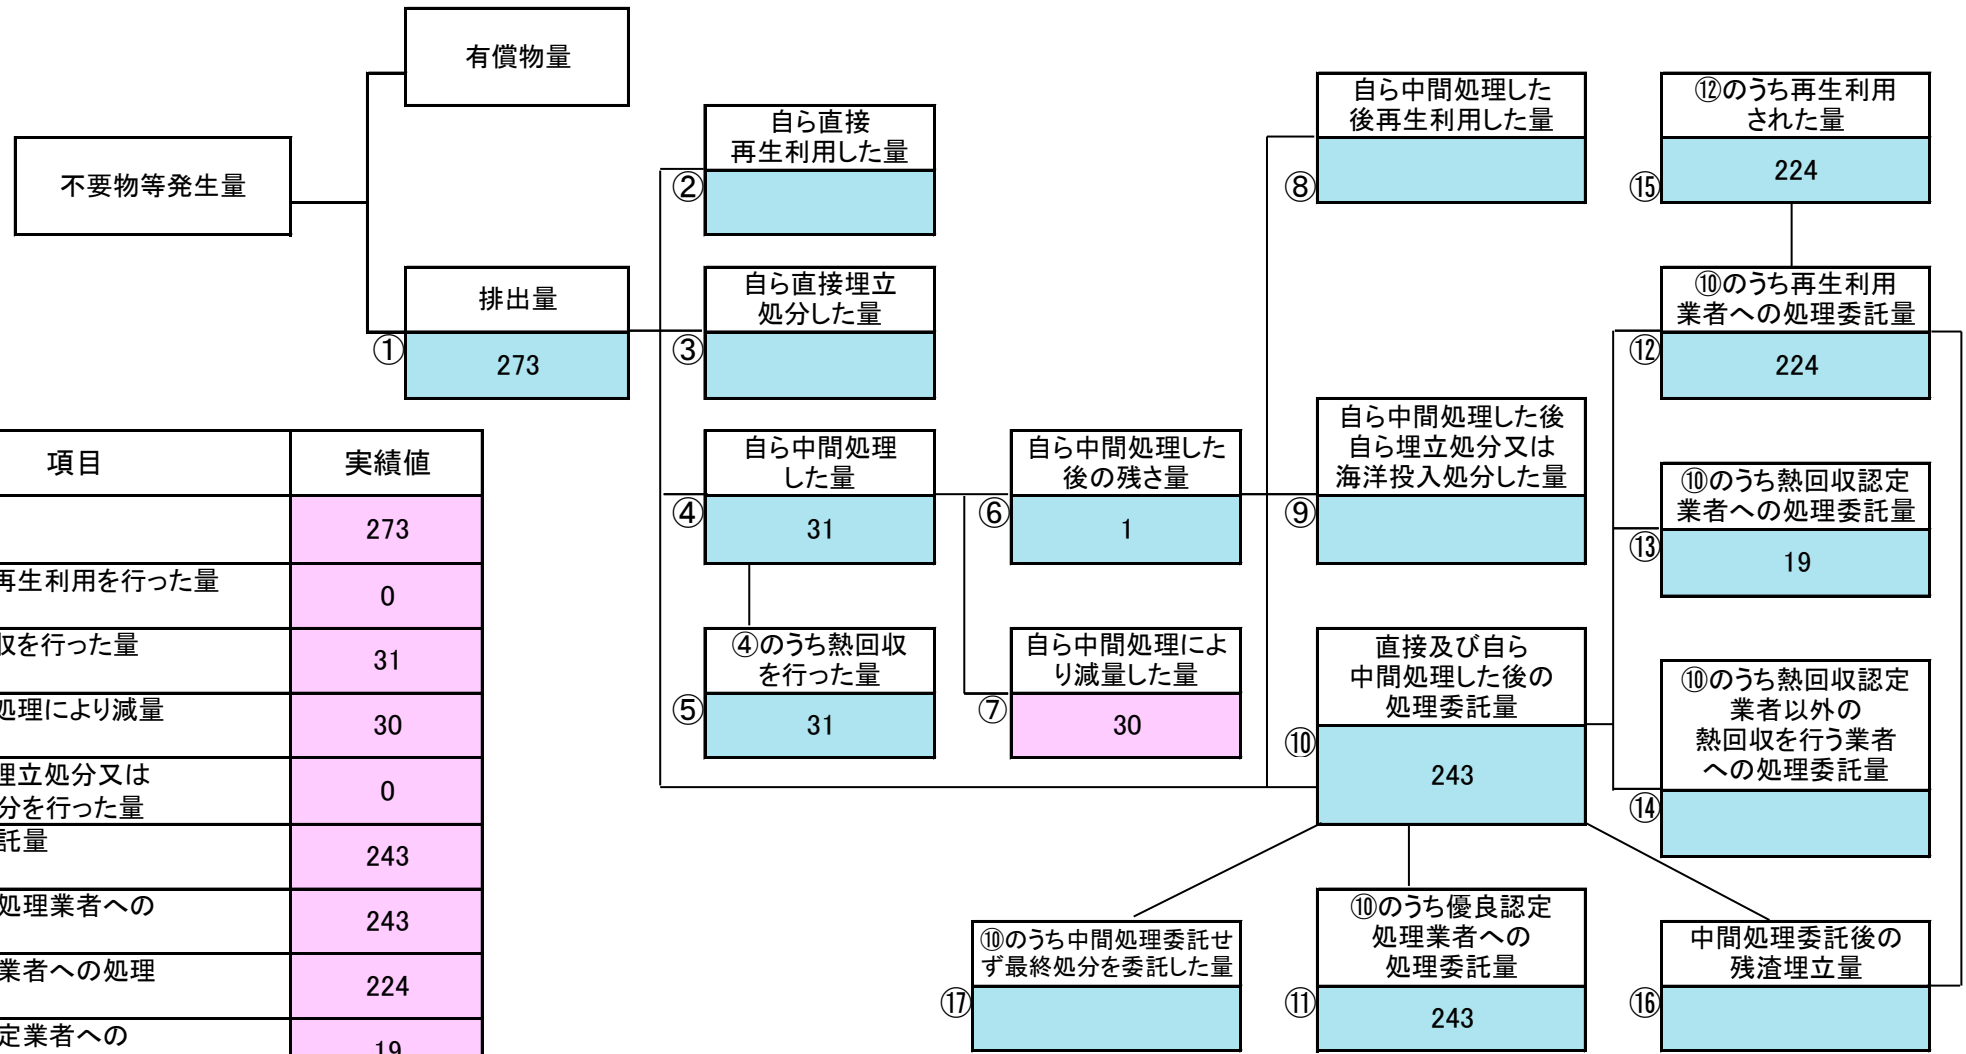 有償物量
不要物等発生量
排出量
①
273
自ら直接
再生利用した量
②
自ら直接埋立
処分した量
③
自ら中間処理
した量
④
31
④のうち熱回収
を行った量
⑤
31
自ら中間処理した
後の残さ量
⑥
1
自ら中間処理によ
り減量した量
⑦
30
自ら中間処理した
後再生利用した量
⑧
自ら中間処理した後
自ら埋立処分又は
海洋投入処分した量
⑨
直接及び自ら
中間処理した後の
処理委託量
⑩
243
⑫のうち再生利用
された量
⑮
224
⑩のうち再生利用
業者への処理委託量
⑫
224
⑩のうち熱回収認定
業者への処理委託量
⑬
19
⑩のうち熱回収認定
業者以外の
熱回収を行う業者
への処理委託量
⑭
⑩のうち中間処理委託せ
ず最終処分を委託した量
⑰
⑩のうち優良認定
処理業者への
処理委託量
⑪
243
中間処理委託後の
残渣埋立量
⑯
項目
実績値
273
再生利用を行った量
0
収を行った量
31
処理により減量
30
埋立処分又は
分を行った量
0
託量
243
処理業者への
243
業者への処理
224
定業者への
19